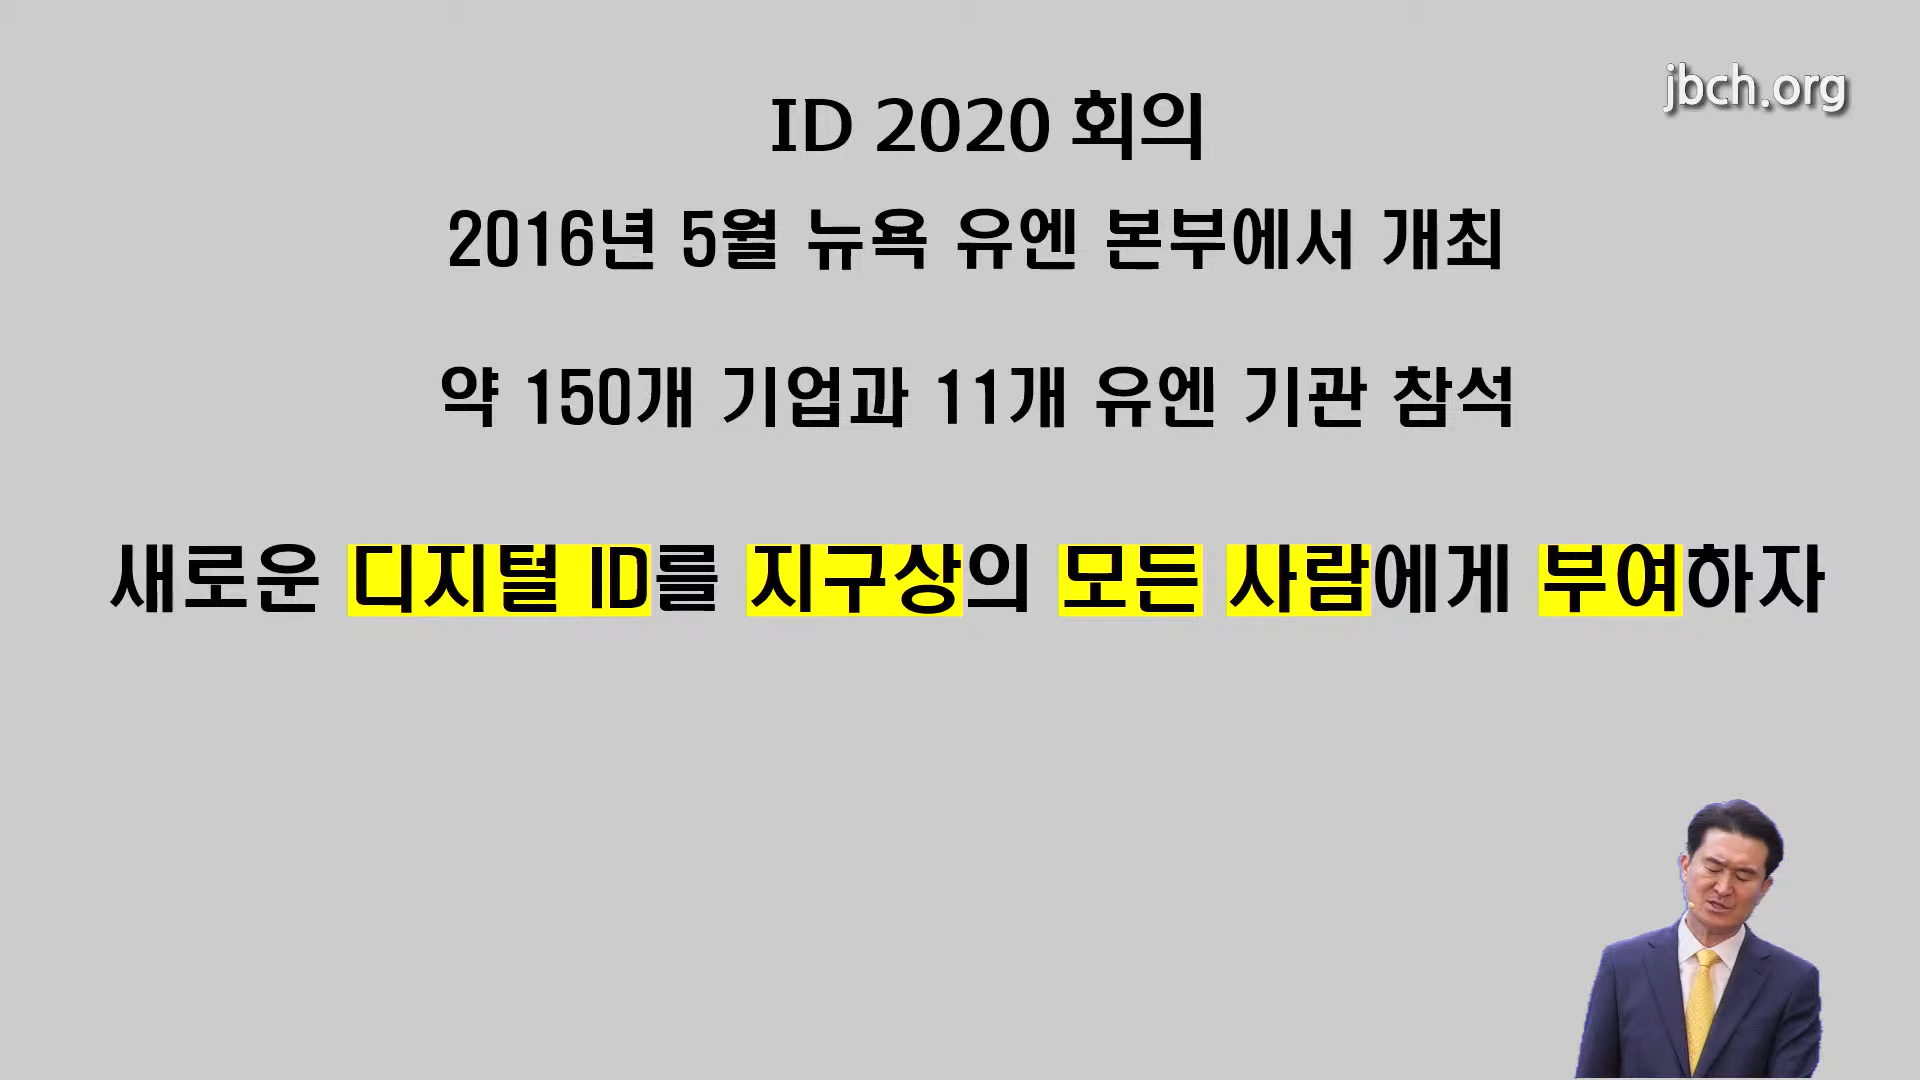 jbch.org
ID 2020 회의
2016년 5월 뉴욕 유엔 본부에서 개최
약 150개 기업과 11개 유엔 기관 참석
새로운 디지털 ID를 지구상의 모든 사람에게 부여하자